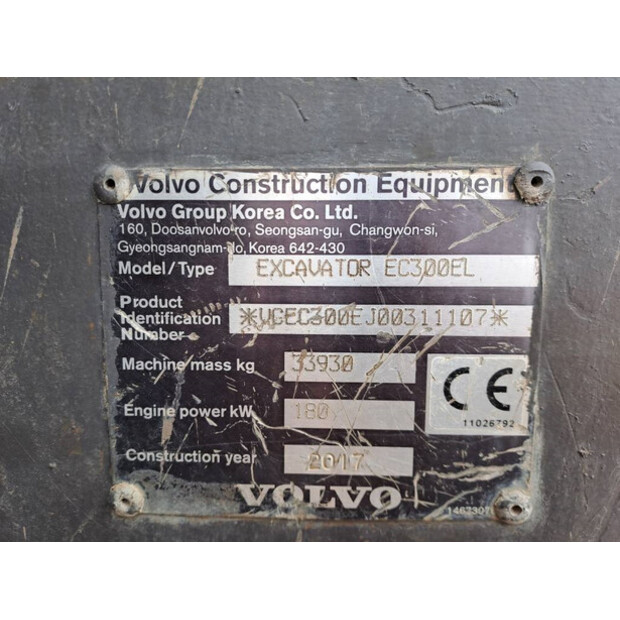 Volvo Construction Equipment
Volvo Group Korea Co. Ltd.
160, Doosanvolvo-ro, Seongsan-gu, Changwon-si,
Gyeongsangnam-do, Korea 642-430
Model/Type EXCAVATOR EC300EL
Product
Identification *VCEC300EJ00311107*
Number
Machine mass kg 33930
Engine power kW 180
CE
11026792
Construction year 2017
VOLVO